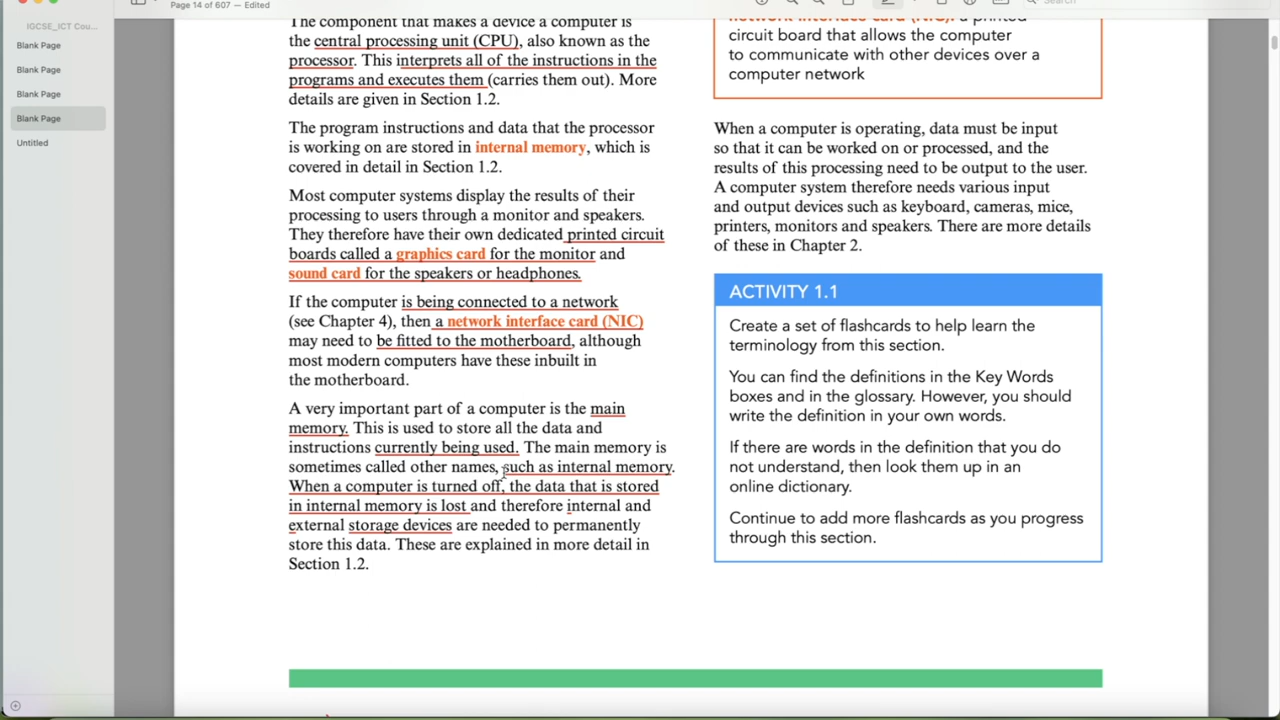 Page 14 of 607 — Edited
Search
IGCSE_ICT Cou...
Blank Page
Blank Page
Blank Page
Blank Page
Untitled
The component that makes a device a computer is
the central processing unit (CPU), also known as the
processor. This interprets all of the instructions in the
programs and executes them (carries them out). More
details are given in Section 1.2.
The program instructions and data that the processor
is working on are stored in internal memory, which is
covered in detail in Section 1.2.
Most computer systems display the results of their
processing to users through a monitor and speakers.
They therefore have their own dedicated printed circuit
boards called a graphics card for the monitor and
sound card for the speakers or headphones.
If the computer is being connected to a network
(see Chapter 4), then a network interface card (NIC)
may need to be fitted to the motherboard, although
most modern computers have these inbuilt in
the motherboard.
A very important part of a computer is the main
memory. This is used to store all the data and
instructions currently being used. The main memory is
sometimes called other names, such as internal memory.
When a computer is turned off, the data that is stored
in internal memory is lost and therefore internal and
external storage devices are needed to permanently
store this data. These are explained in more detail in
Section 1.2.
network interface card (NIC): a printed
circuit board that allows the computer
to communicate with other devices over a
computer network
When a computer is operating, data must be input
so that it can be worked on or processed, and the
results of this processing need to be output to the user.
A computer system therefore needs various input
and output devices such as keyboard, cameras, mice,
printers, monitors and speakers. There are more details
of these in Chapter 2.
ACTIVITY 1.1
Create a set of flashcards to help learn the
terminology from this section.
You can find the definitions in the Key Words
boxes and in the glossary. However, you should
write the definition in your own words.
If there are words in the definition that you do
not understand, then look them up in an
online dictionary.
Continue to add more flashcards as you progress
through this section.